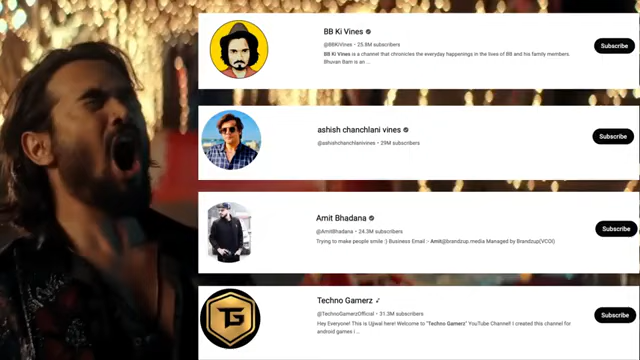 BB Ki Vines
@BBKiVines • 25.8M subscribers
BB Ki Vines is a channel that chronicles the everyday happenings in the lives of BB and his family members.
Bhuvan Bam is an ...
Subscribe
ashish chanchlani vines
@ashishchanchlanivines • 29M subscribers
Subscribe
Amit Bhadana
@AmitBhadana • 24.3M subscribers
Trying to make people smile :) Business Email - Amit@brandzup.media Managed by Brandzup(VCOI)
Subscribe
TG
Techno Gamerz
@TechnoGamerzOfficial • 31.3M subscribers
Hey Everyone! This is Ujjwal here! Welcome to "Techno Gamerz" YouTube Channel! I created this channel for
android games i ...
Subscribe